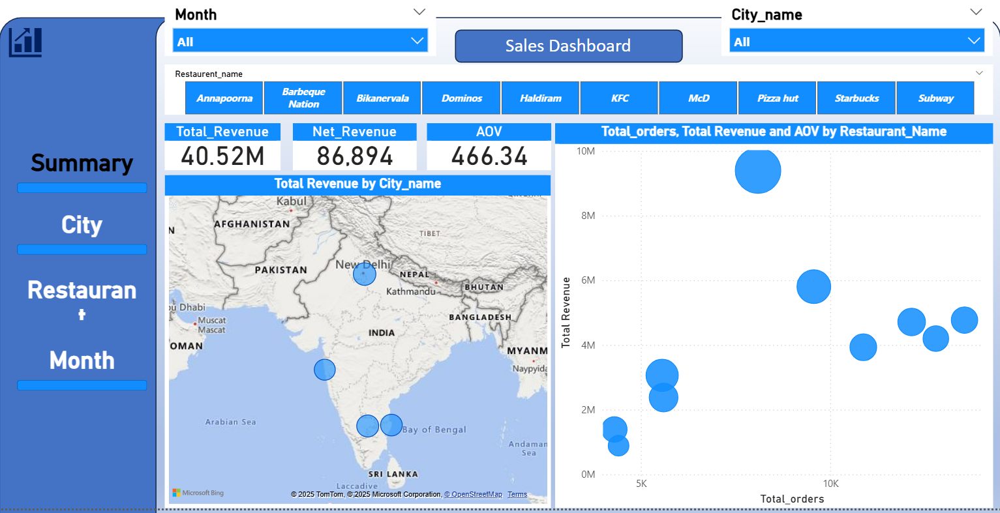 Month
All
Sales Dashboard
City_name
All
Restaurent_name
Annapoorna
Barbeque
Nation
Bikanervala
Dominos
Haldiram
KFC
McD
Pizza hut
Starbucks
Subway
Summary
City
Restauran
t
Month
Total_Revenue
40.52M
Net_Revenue
86,894
AOV
466.34
Total Revenue by City_name
Kabul
AFGHANISTAN
N
TIBET
PAKISTAN
New Delhi
NEPAL
Kathmandu
BHUTAN
u Dhabi
Muscat
Mascat
BANGLADESH
OMAN
INDIA
MYANM
Naypyida
Arabian Sea
Bay of Bengal
Andaman
Sea
SRI LANKA
Laccadive
Microsoft Bing
© 2025 TomTom, © 2025 Microsoft Corporation, © OpenStreetMap Terms
Total_orders, Total Revenue and AOV by Restaurant_Name
Total Revenue
10M
8M
6M
4M
2M
0M
5K
10K
Total_orders